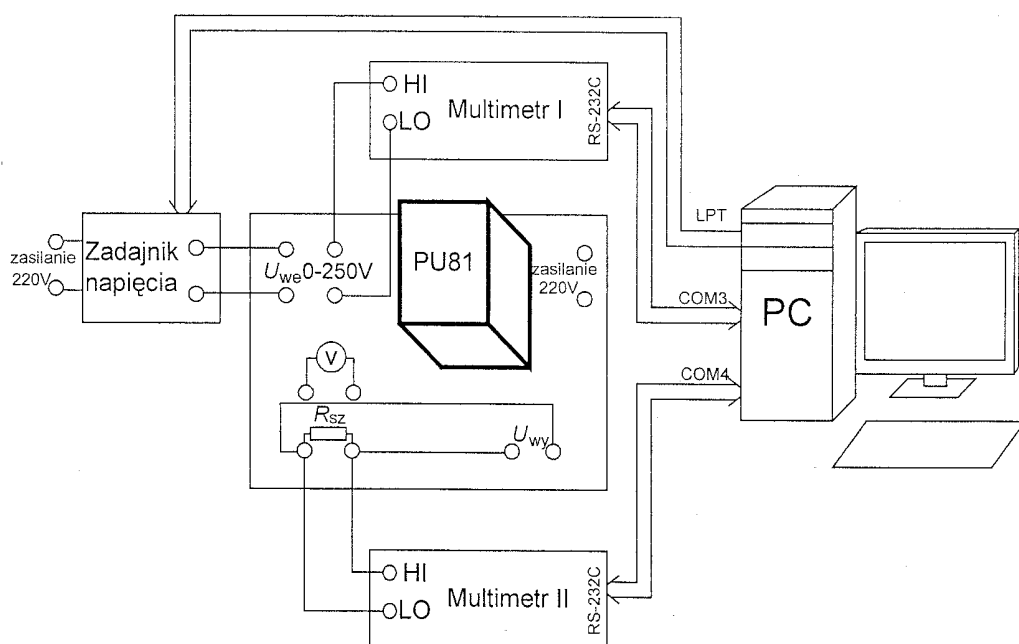 HI
LO
Multimetr I
RS-232C
LPT
zasilanie
220V
Zadajnik
napięcia
Uwe0-250V
PU81
zasilanie
220V
COM3
PC
V
COM4
Rsz
Uwy
HI
LO
Multimetr II
RS-232C